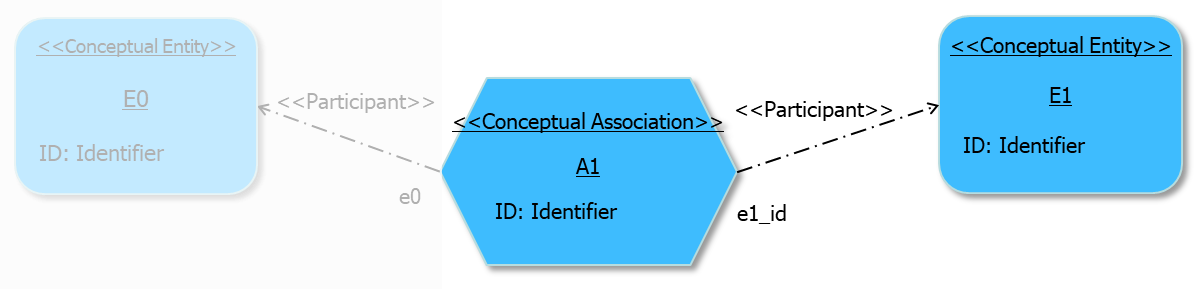 <<Conceptual Entity>>
E0
ID: Identifier
<<Participant>>
e0
<<Conceptual Association>>
A1
ID: Identifier
<<Participant>>
e1_id
<<Conceptual Entity>>
E1
ID: Identifier